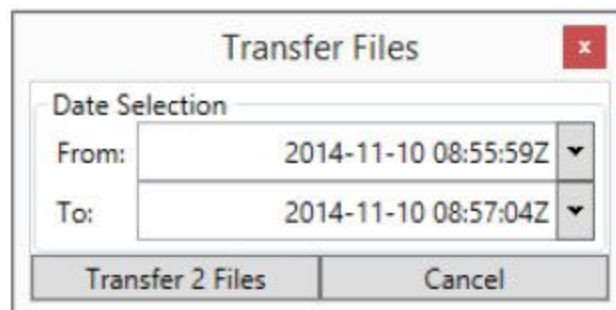 Transfer Files
x
Date Selection
From: 2014-11-10 08:55:59Z
To: 2014-11-10 08:57:04Z
Transfer 2 Files Cancel